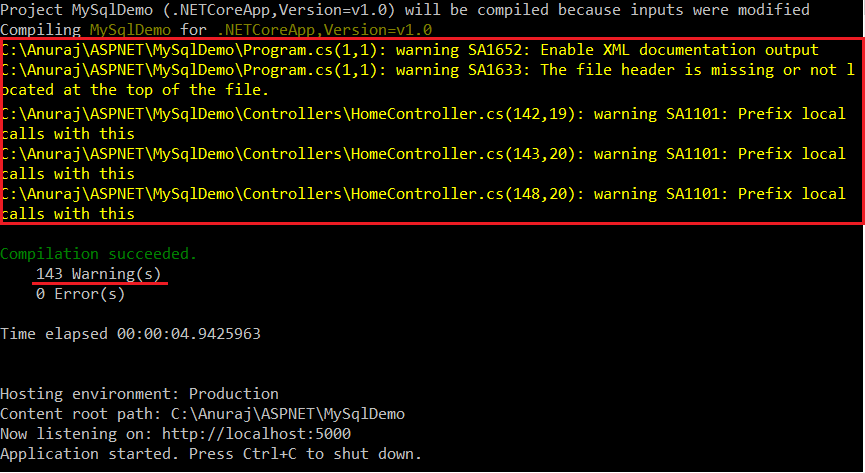 Project MySqlDemo (.NETCoreApp,Version=v1.0) will be compiled because inputs were modified
Compiling MySqlDemo for .NETCoreApp,Version=v1.0
C:\Anuraj\ASPNET\MySqlDemo\Program.cs(1,1): warning SA1652: Enable XML documentation output
C:\Anuraj\ASPNET\MySqlDemo\Program.cs(1,1): warning SA1633: The file header is missing or not l
ocated at the top of the file.
C:\Anuraj\ASPNET\MySqlDemo\Controllers\HomeController.cs(142,19): warning SA1101: Prefix local
calls with this
C:\Anuraj\ASPNET\MySqlDemo\Controllers\HomeController.cs(143,20): warning SA1101: Prefix local
calls with this
C:\Anuraj\ASPNET\MySqlDemo\Controllers\HomeController.cs(148,20): warning SA1101: Prefix local
calls with this
Compilation succeeded.
143 Warning(s)
0 Error(s)
Time elapsed 00:00:04.9425963
Hosting environment: Production
Content root path: C:\Anuraj\ASPNET\MySqlDemo
Now listening on: http://localhost:5000
Application started. Press Ctrl+C to shut down.